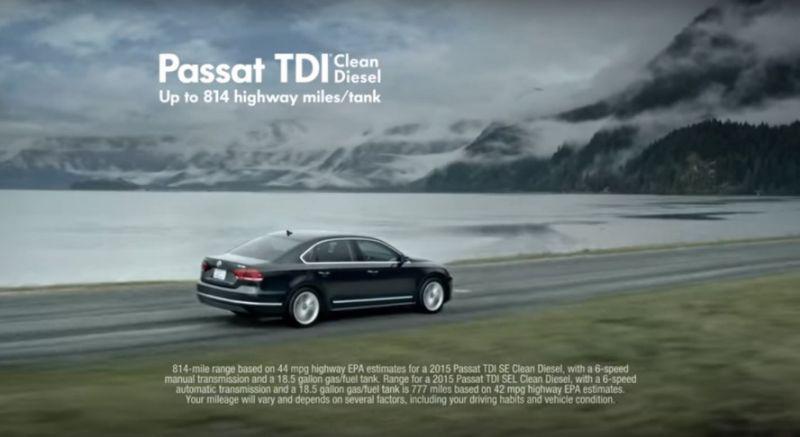 Passat TDI Clean Diesel
Up to 814 highway miles/tank
814-mile range based on 44 mpg highway EPA estimates for a 2015 Passat TDI SE Clean Diesel, with a 6-speed
manual transmission and a 18.5 gallon gas/fuel tank. Range for a 2015 Passat TDI SEL Clean Diesel, with a 6-speed
automatic transmission and a 18.5 gallon gas/fuel tank is 777 miles based on 42 mpg highway EPA estimates.
Your mileage will vary and depends on several factors, including your driving habits and vehicle condition.